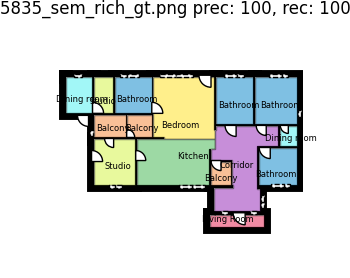 5835_sem_rich_gt.png prec: 100, rec: 100
Dining room
Studio
Bathroom
Bedroom
Bathroom
Bathroom
Balcony
Balcony
Dining room
Studio
Kitchen
Corridor
Balcony
Bathroom
Living Room